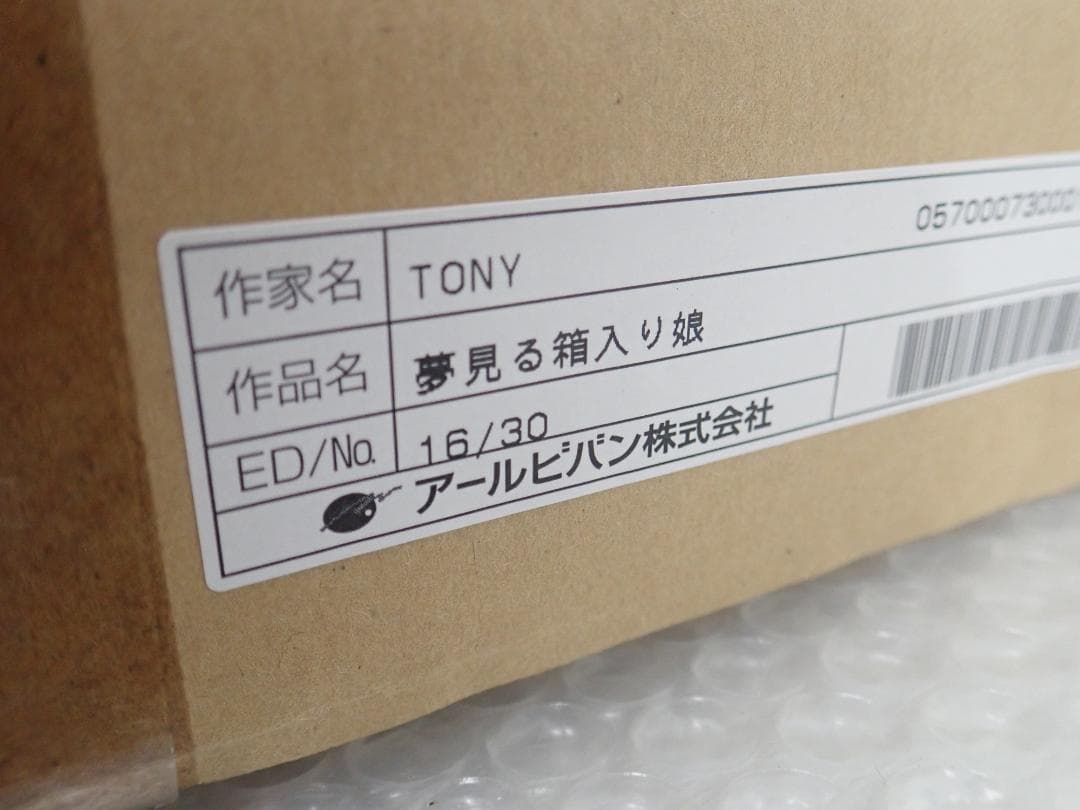 作家名 TONY 05700073000
作品名 夢見る箱入り娘
ED/No. 16/30
アールビバン株式会社